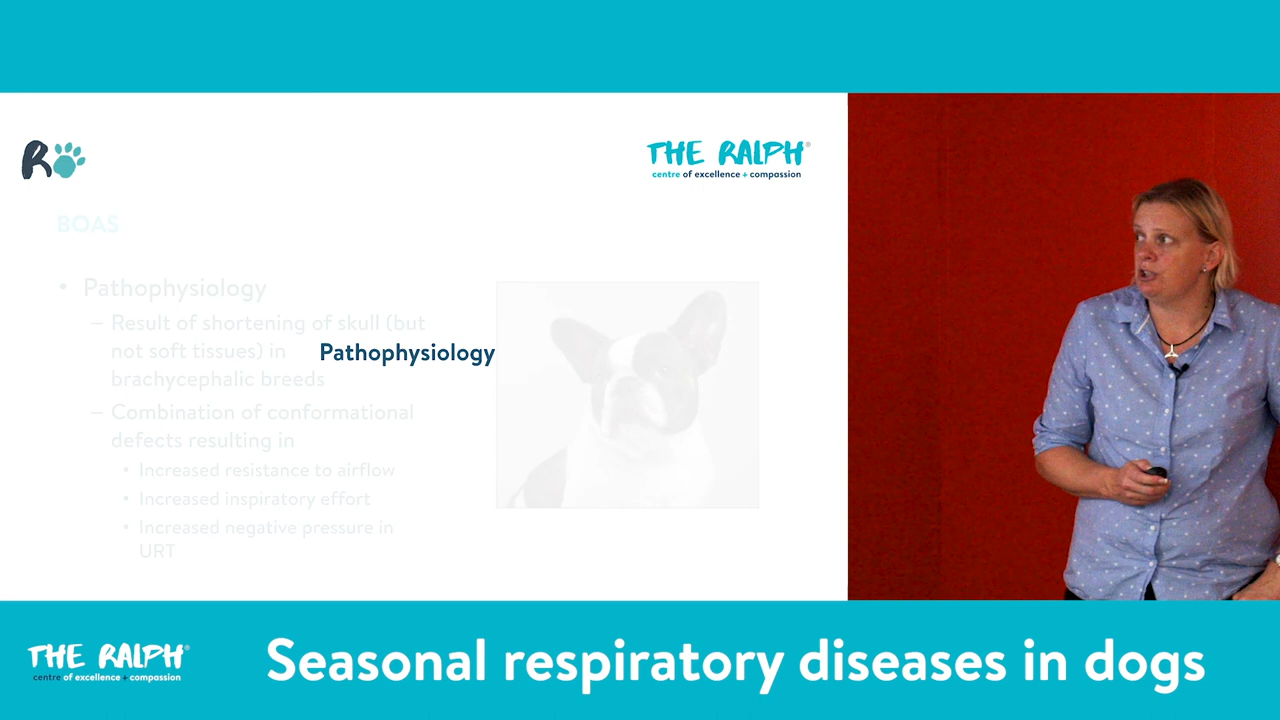 R
THE RALPH®
centre of excellence + compassion
BOAS
• Pathophysiology
– Result of shortening of skull (but
not soft tissues) in
brachycephalic breeds
Pathophysiology
– Combination of conformational
defects resulting in
• Increased resistance to airflow
• Increased inspiratory effort
• Increased negative pressure in
URT
THE RALPH®
centre of excellence + compassion
Seasonal respiratory diseases in dogs